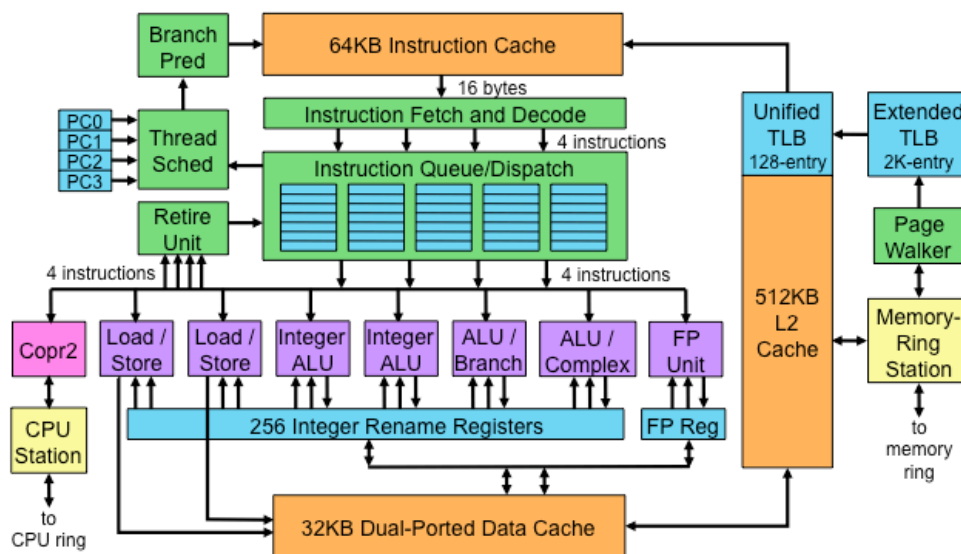 Branch
Pred
64KB Instruction Cache
16 bytes
Instruction Fetch and Decode
4 instructions
PC0
PC1
PC2
PC3
Thread
Sched
Instruction Queue/Dispatch
Unified
TLB
128-entry
Extended
TLB
2K-entry
Retire
Unit
Page
Walker
4 instructions
4 instructions
Copr2
Load /
Store
Load /
Store
Integer
ALU
Integer
ALU
ALU /
Branch
ALU /
Complex
FP
Unit
512KB
L2
Cache
Memory-
Ring
Station
CPU
Station
256 Integer Rename Registers
FP Reg
to
memory
ring
to
CPU ring
32KB Dual-Ported Data Cache